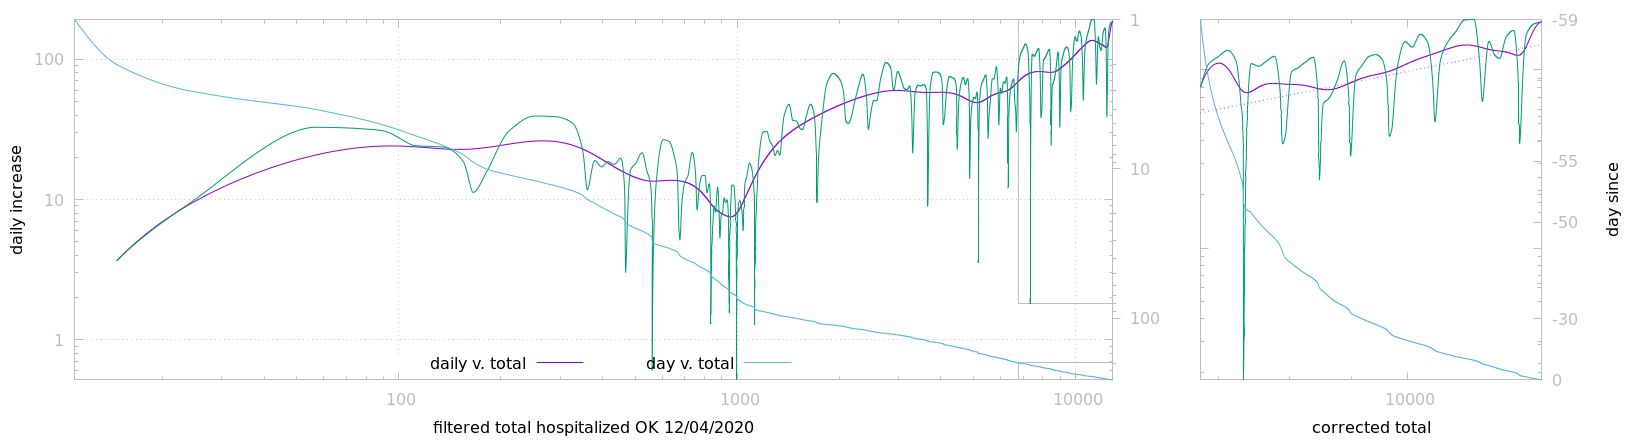 daily increase
100
10
1
100
1000
10000
1
10
100
daily v. total
day v. total
filtered total hospitalized OK 12/04/2020
-59
-55
-50
-30
0
day since
10000
corrected total